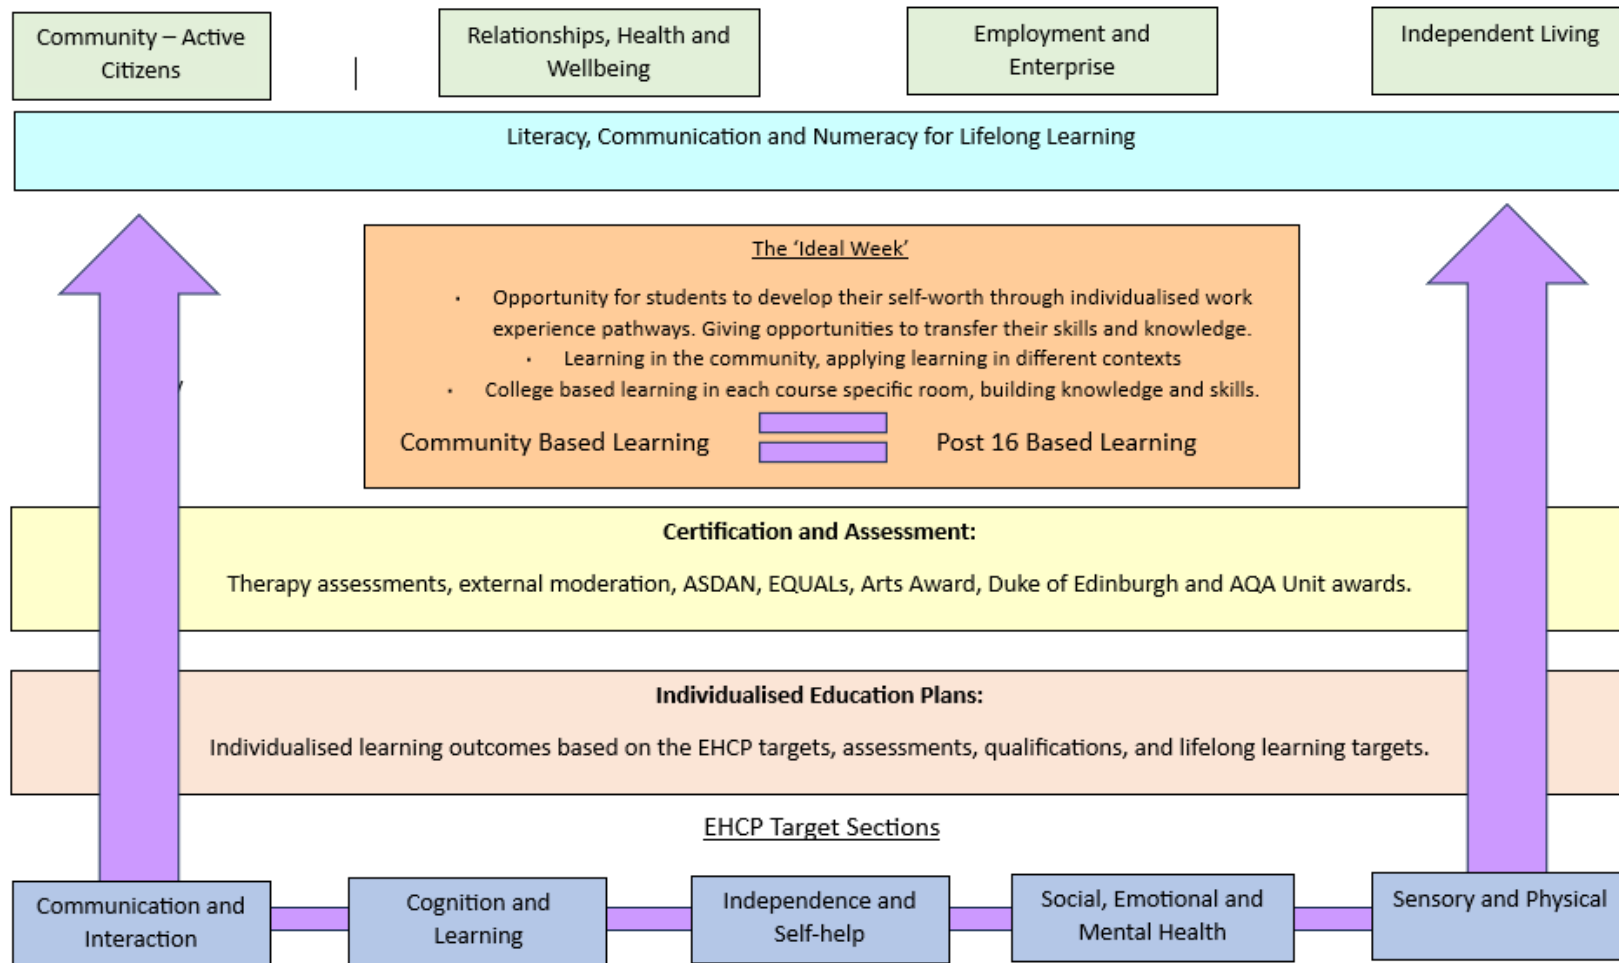 Community – Active
Citizens
Relationships, Health and
Wellbeing
Employment and
Enterprise
Independent Living
Literacy, Communication and Numeracy for Lifelong Learning
The ‘Ideal Week’
· Opportunity for students to develop their self-worth through individualised work
experience pathways. Giving opportunities to transfer their skills and knowledge.
· Learning in the community, applying learning in different contexts
· College based learning in each course specific room, building knowledge and skills.
Community Based Learning
Post 16 Based Learning
Certification and Assessment:
Therapy assessments, external moderation, ASDAN, EQUALs, Arts Award, Duke of Edinburgh and AQA Unit awards.
Individualised Education Plans:
Individualised learning outcomes based on the EHCP targets, assessments, qualifications, and lifelong learning targets.
EHCP Target Sections
Communication and
Interaction
Cognition and
Learning
Independence and
Self-help
Social, Emotional and
Mental Health
Sensory and Physical